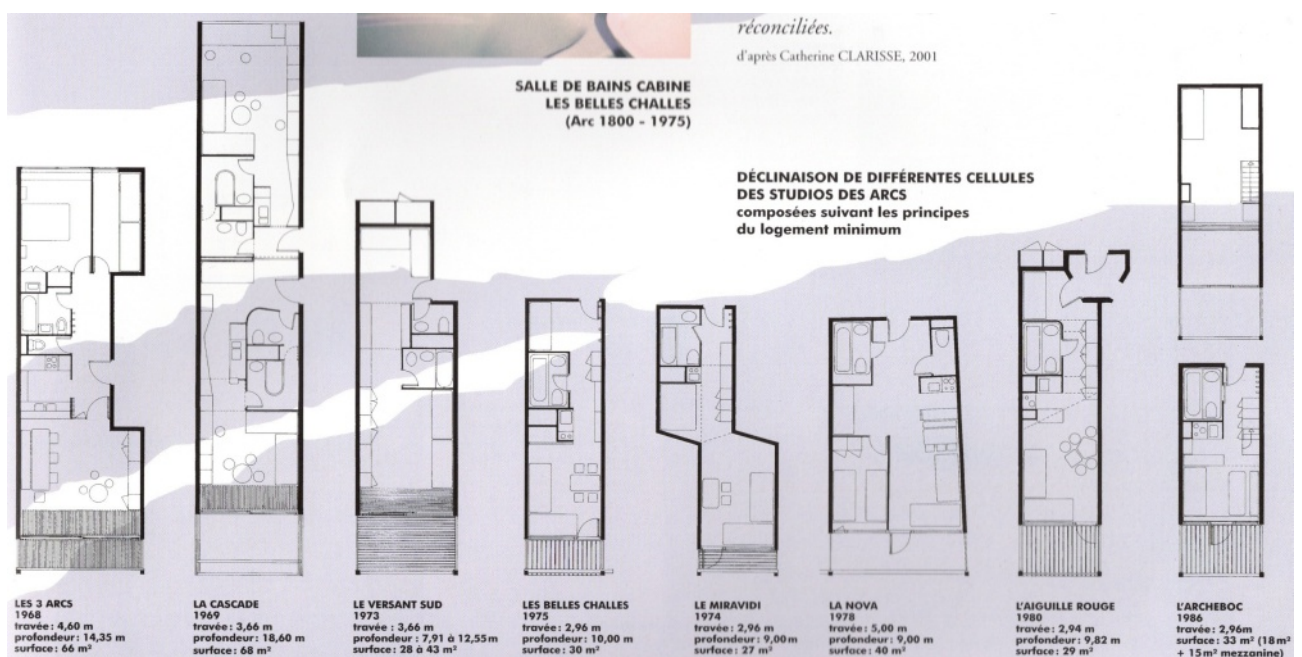 réconciliées.
d'après Catherine CLARISSE, 2001
SALLE DE BAINS CABINE
LES BELLES CHALLES
(Arc 1800 - 1975)
DÉCLINAISON DE DIFFÉRENTES CELLULES
DES STUDIOS DES ARCS
composées suivant les principes
du logement minimum
LES 3 ARCS
1968
travée : 4,60 m
profondeur : 14,35 m
surface : 66 m²
LA CASCADE
1969
travée : 3,66 m
profondeur : 18,60 m
surface : 68 m²
LE VERSANT SUD
1973
travée : 3,66 m
profondeur : 7,91 à 12,55 m
surface : 28 à 43 m²
LES BELLES CHALLES
1975
travée : 2,96 m
profondeur : 10,00 m
surface : 30 m²
LE MIRAVIDI
1974
travée : 2,96 m
profondeur : 9,00 m
surface : 27 m²
LA NOVA
1978
travée : 5,00 m
profondeur : 9,00 m
surface : 40 m²
L'AIGUILLE ROUGE
1980
travée : 2,94 m
profondeur : 9,82 m
surface : 29 m²
L'ARCHEBOC
1986
travée : 2,96m
surface : 33 m² (18 m²
+ 15 m² mezzanine)